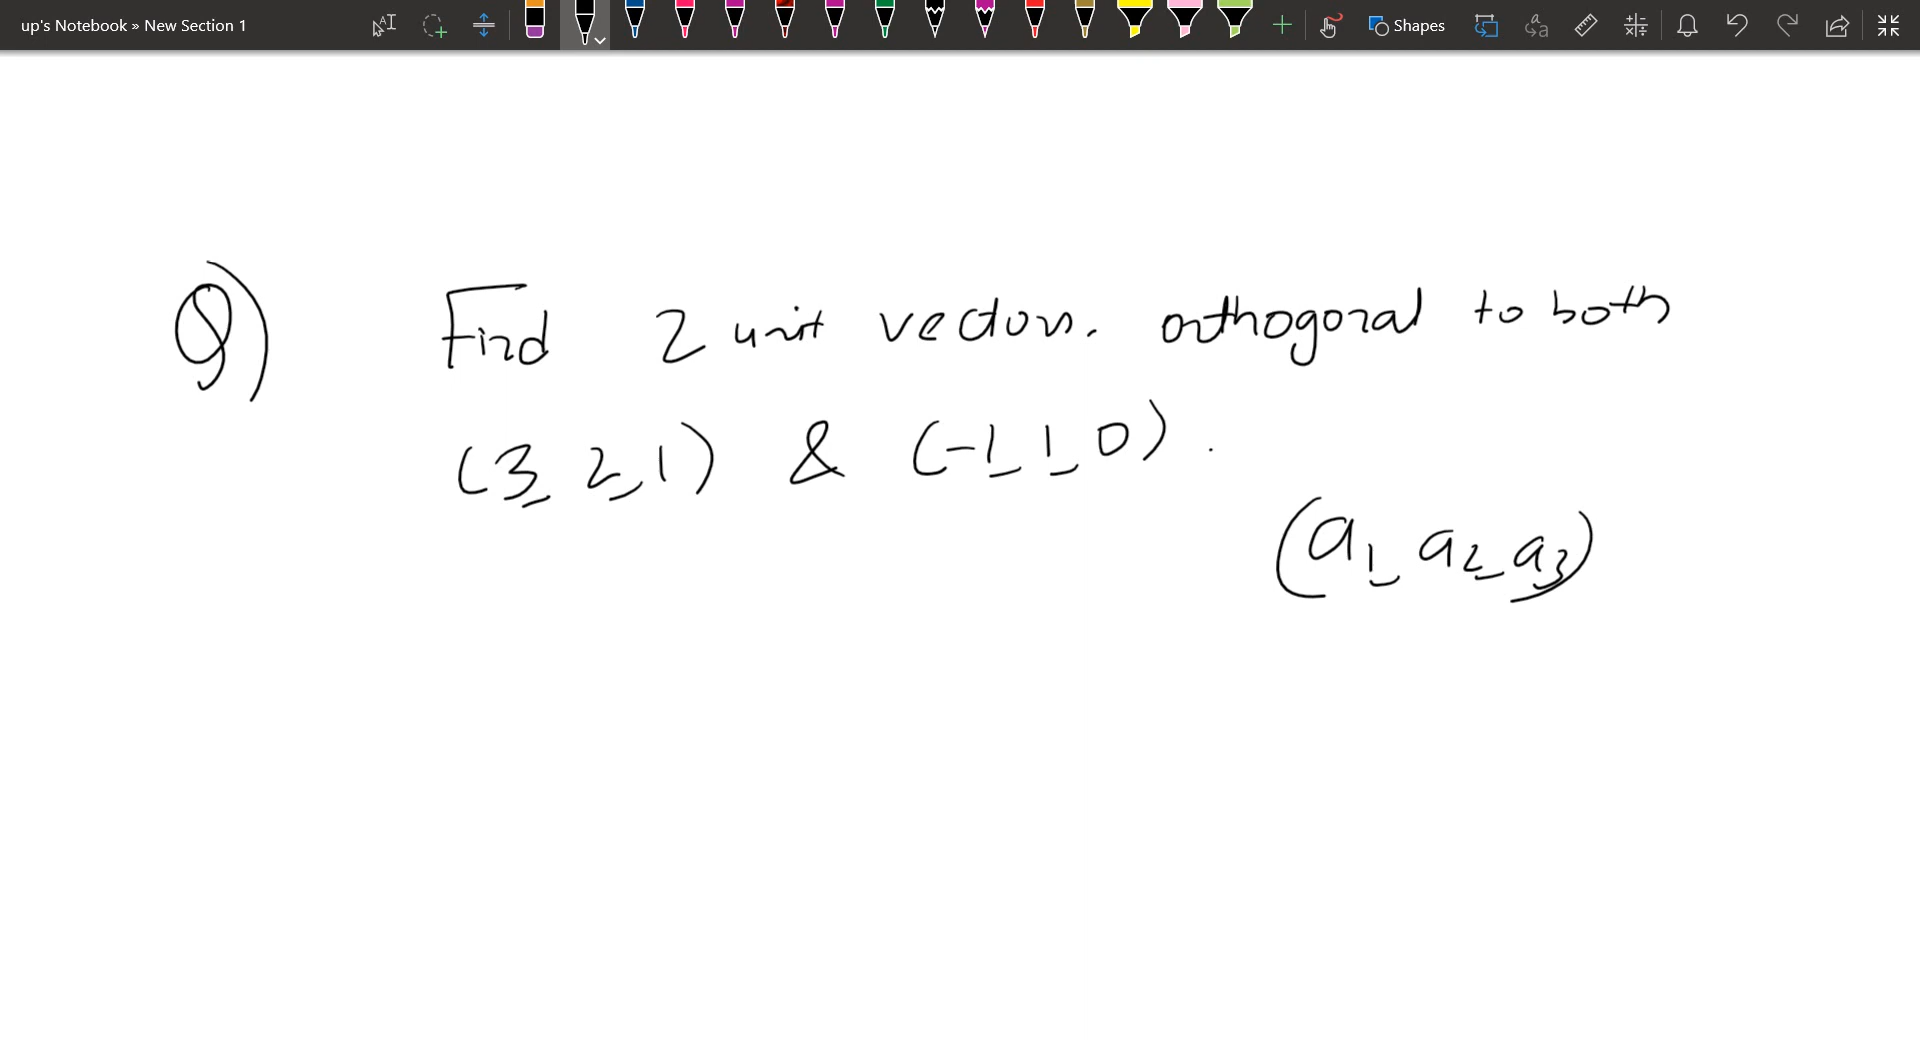 up's Notebook » New Section 1
Shapes
Q) Find 2 unit vectors. orthogonal to both
(3, 2, 1) & (-1, 1, 0).
(a₁, a₂, a₃)